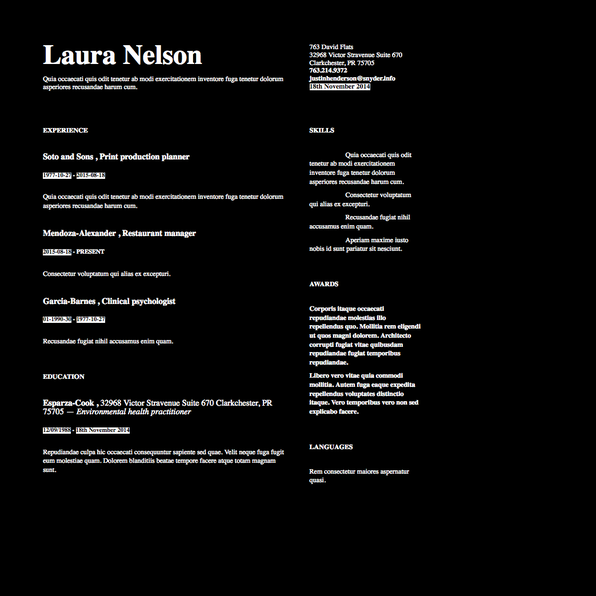 Laura Nelson
Quia occaecati quis odit tenetur ab modi exercitationem inventore fuga tenetur dolorum
asperiores recusandae harum cum.
763 David Flats
32968 Victor Stravenue Suite 670
Clarkchester, PR 75705
763.214.9372
justinhenderson@snyder.info
18th November 2014
EXPERIENCE
Soto and Sons , Print production planner
1977-10-27 - 2015-08-18
Quia occaecati quis odit tenetur ab modi exercitationem inventore fuga tenetur dolorum
asperiores recusandae harum cum.
Mendoza-Alexander , Restaurant manager
2015-08-18 - PRESENT
Consectetur voluptatum qui alias ex excepturi.
Garcia-Barnes , Clinical psychologist
01-1990-30 - 1977-10-27
Recusandae fugiat nihil accusamus enim quam.
EDUCATION
Esparza-Cook , 32968 Victor Stravenue Suite 670 Clarkchester, PR
75705 — Environmental health practitioner
12/09/1988 - 18th November 2014
Repudiandae culpa hic occaecati consequuntur sapiente sed quae. Velit neque fuga fugit
eum molestiae quam. Dolorem blanditiis beatae tempore facere atque totam magnam
sunt.
SKILLS
Quia occaecati quis odit
tenetur ab modi exercitationem
inventore fuga tenetur dolorum
asperiores recusandae harum cum.
Consectetur voluptatum
qui alias ex excepturi.
Recusandae fugiat nihil
accusamus enim quam.
Aperiam maxime iusto
nobis id sunt pariatur sit nesciunt.
AWARDS
Corporis itaque occaecati
repudiandae molestias illo
repellendus quo. Mollitia rem eligendi
ut quos magni dolorem. Architecto
corrupti fugiat vitae quibusdam
repudiandae fugiat temporibus
repudiandae.
Libero vero vitae quia commodi
mollitia. Autem fuga eaque expedita
repellendus voluptates distinctio
itaque. Vero temporibus vero non sed
explicabo facere.
LANGUAGES
Rem consectetur maiores aspernatur
quasi.